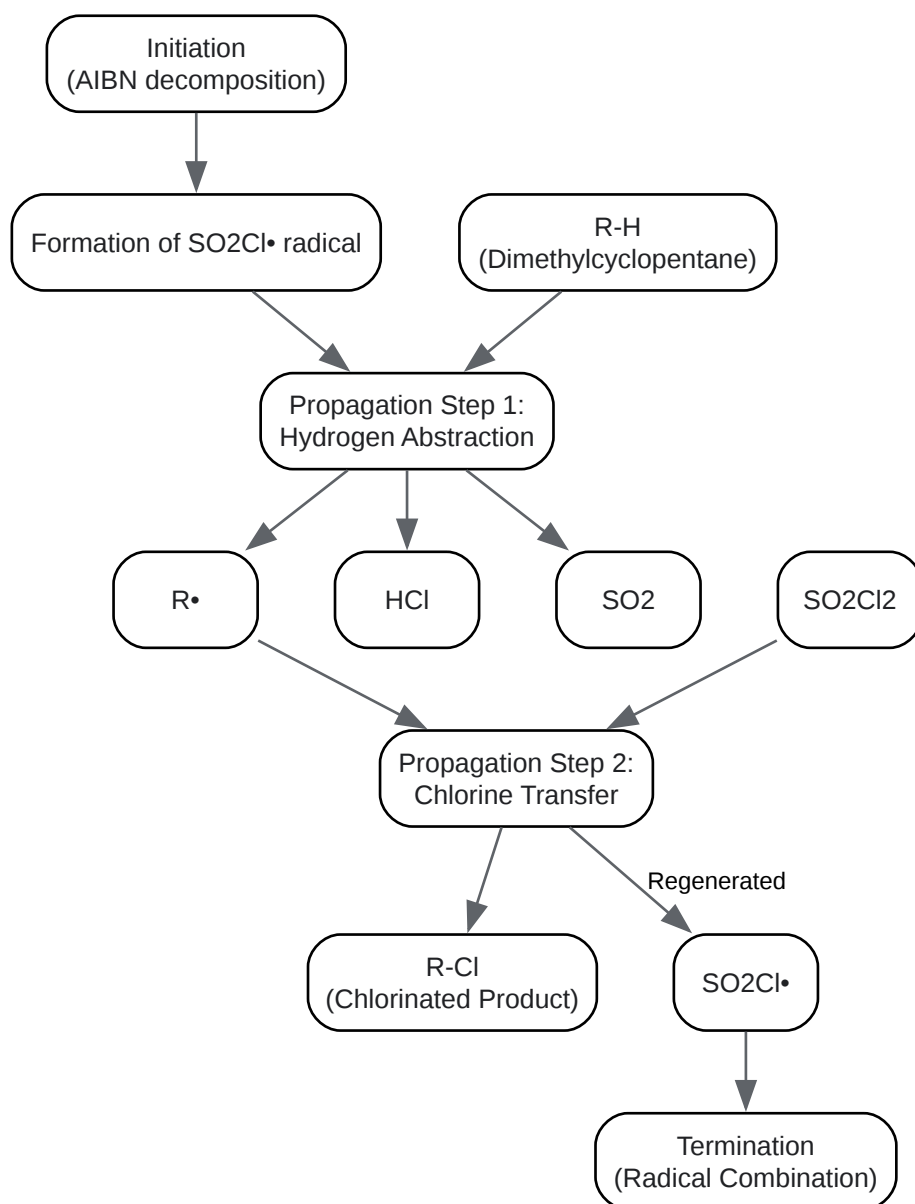 Initiation
(AIBN decomposition)
Formation of SO2Cl• radical
R-H
(Dimethylcyclopentane)
Propagation Step 1:
Hydrogen Abstraction
R•
HCl
SO2
SO2Cl2
Propagation Step 2:
Chlorine Transfer
Regenerated
R-Cl
(Chlorinated Product)
SO2Cl•
Termination
(Radical Combination)